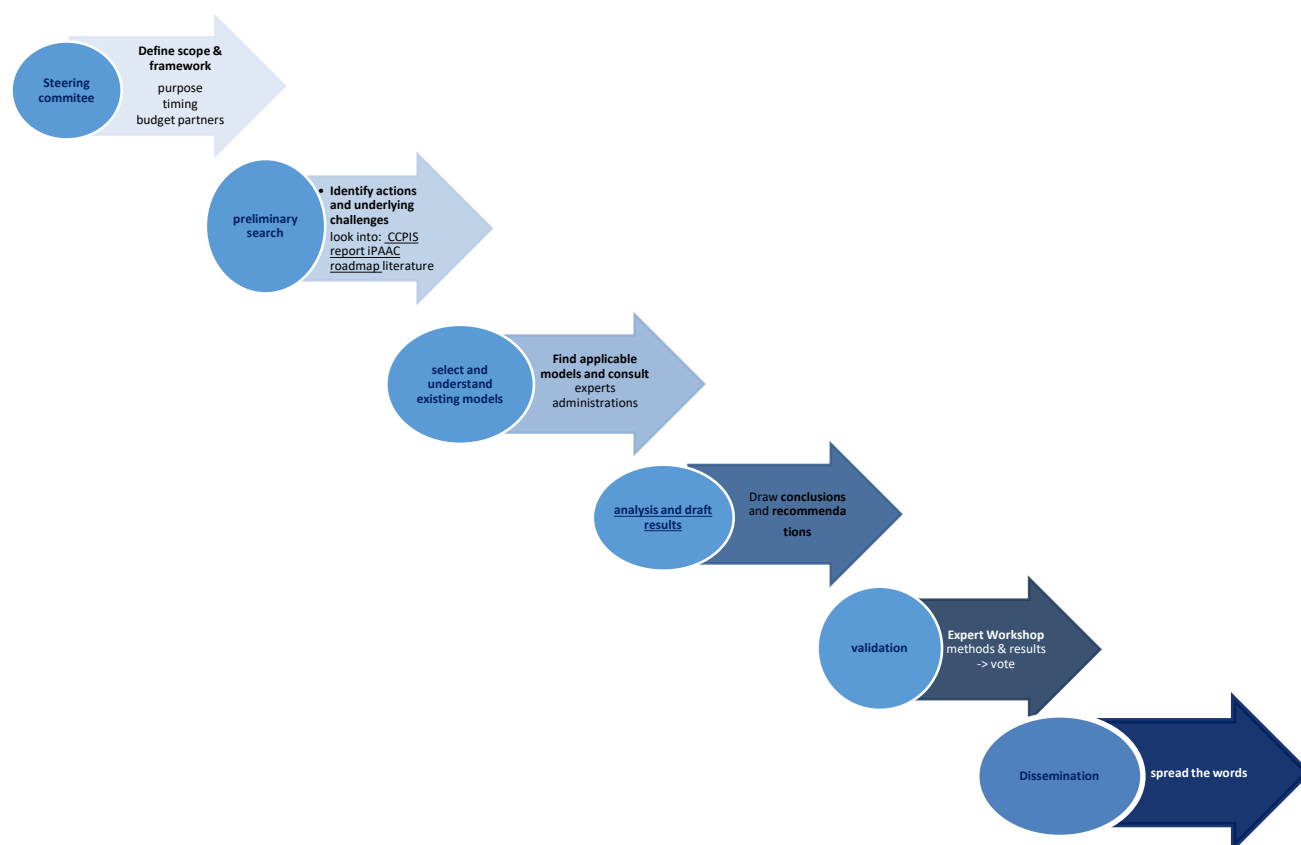 Steering
commitee
Define scope &
framework
purpose
timing
budget partners
preliminary
search
• Identify actions
and underlying
challenges
look into: CCPIS
report iPAAC
roadmap literature
select and
understand
existing models
Find applicable
models and consult
experts
administrations
analysis and draft
results
Draw conclusions
and recommenda
tions
validation
Expert Workshop
methods & results
-> vote
Dissemination
spread the words